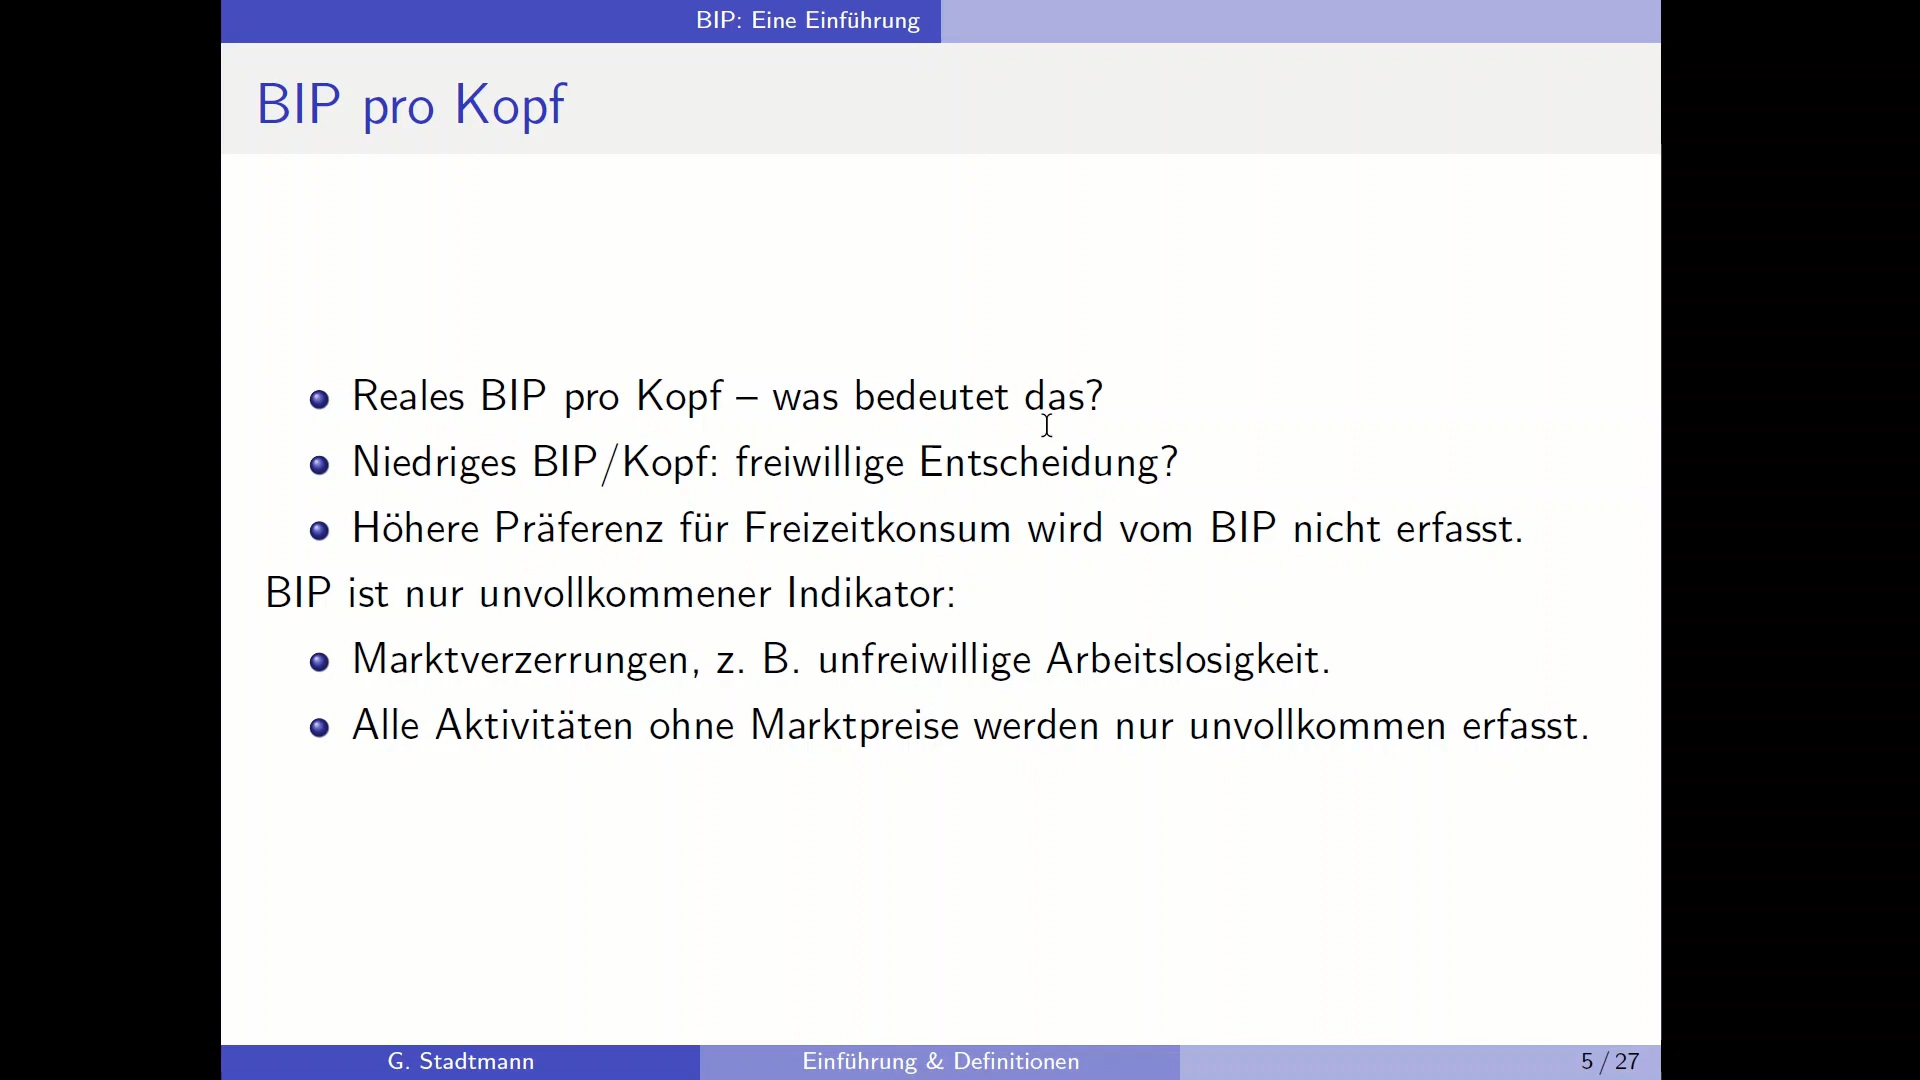 BIP: Eine Einführung
BIP pro Kopf
Reales BIP pro Kopf – was bedeutet das?
Niedriges BIP/Kopf: freiwillige Entscheidung?
Höhere Präferenz für Freizeitkonsum wird vom BIP nicht erfasst.
BIP ist nur unvollkommener Indikator:
Marktverzerrungen, z. B. unfreiwillige Arbeitslosigkeit.
Alle Aktivitäten ohne Marktpreise werden nur unvollkommen erfasst.
G. Stadtmann Einführung & Definitionen 5 / 27